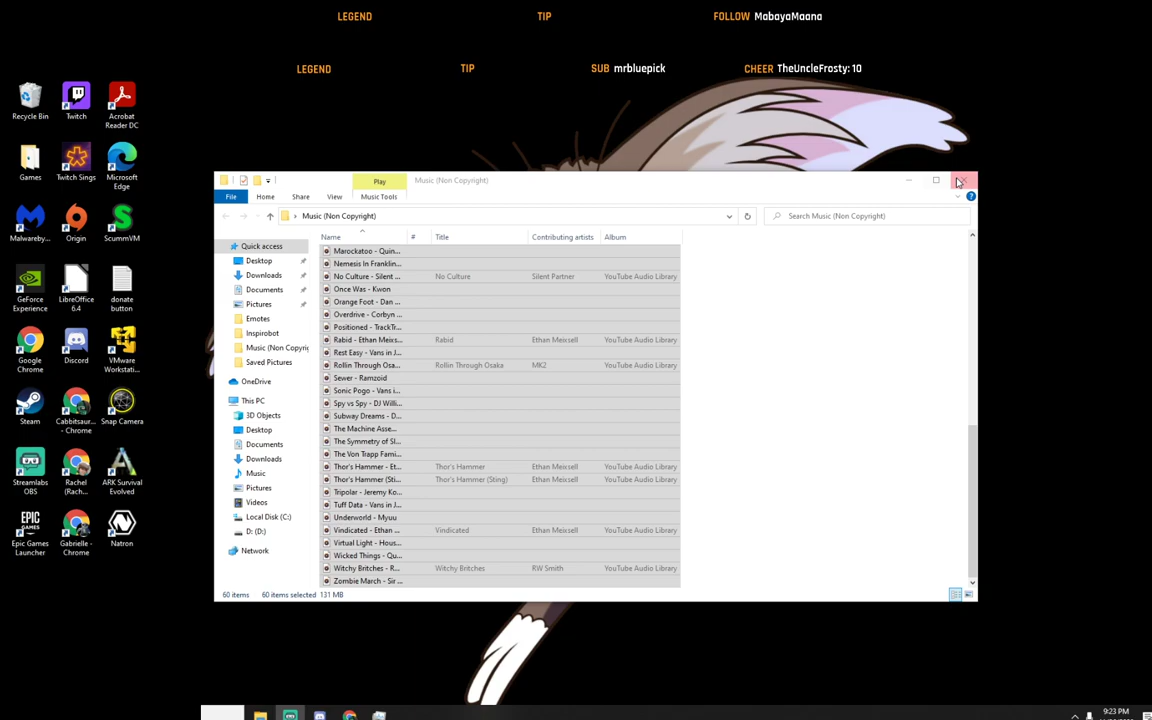 LEGEND TIP FOLLOW MabayaMaana
LEGEND TIP SUB mrbluepick CHEER TheUncleFrosty: 10
Recycle Bin
Twitch
Acrobat
Reader DC
Games
Twitch Sings
Microsoft
Edge
Malwareby...
Origin
ScummVM
GeForce
Experience
LibreOffice
6.4
donate
button
Google
Chrome
Discord
VMware
Workstati...
Steam
Cabbitsaur...
- Chrome
Snap Camera
Streamlabs
OBS
Rachel
(Rach...
ARK Survival
Evolved
Epic Games
Launcher
Gabrielle -
Chrome
Natron
Play Music (Non Copyright)
File Home Share View Music Tools
Music (Non Copyright) Search Music (Non Copyright)
Quick access
Desktop
Downloads
Documents
Pictures
Emotes
Inspirobot
Music (Non Copyrig
Saved Pictures
OneDrive
This PC
3D Objects
Desktop
Documents
Downloads
Music
Pictures
Videos
Local Disk (C:)
D: (D:)
Network
Name # Title Contributing artists Album
Marockatoo - Quin...
Nemesis In Franklin...
No Culture - Silent ... No Culture Silent Partner YouTube Audio Library
Once Was - Kwon
Orange Foot - Dan ...
Overdrive - Corbyn ...
Positioned - TrackTr...
Rabid - Ethan Meixs... Rabid Ethan Meixsell YouTube Audio Library
Rest Easy - Vans in J...
Rollin Through Osa... Rollin Through Osaka MK2 YouTube Audio Library
Sewer - Ramzoid
Sonic Pogo - Vans i...
Spy vs Spy - DJ Willi...
Subway Dreams - D...
The Machine Asse...
The Symmetry of Sl...
The Von Trapp Fami...
Thor's Hammer - Et... Thor's Hammer Ethan Meixsell YouTube Audio Library
Thor's Hammer (Sti... Thor's Hammer (Sting) Ethan Meixsell YouTube Audio Library
Tripolar - Jeremy Ko...
Tuff Data - Vans in J...
Underworld - Myuu
Vindicated - Ethan ... Vindicated Ethan Meixsell YouTube Audio Library
Virtual Light - Hous...
Wicked Things - Qu...
Witchy Britches - R... Witchy Britches RW Smith YouTube Audio Library
Zombie March - Sir ...
60 items 60 items selected 131 MB
9:23 PM